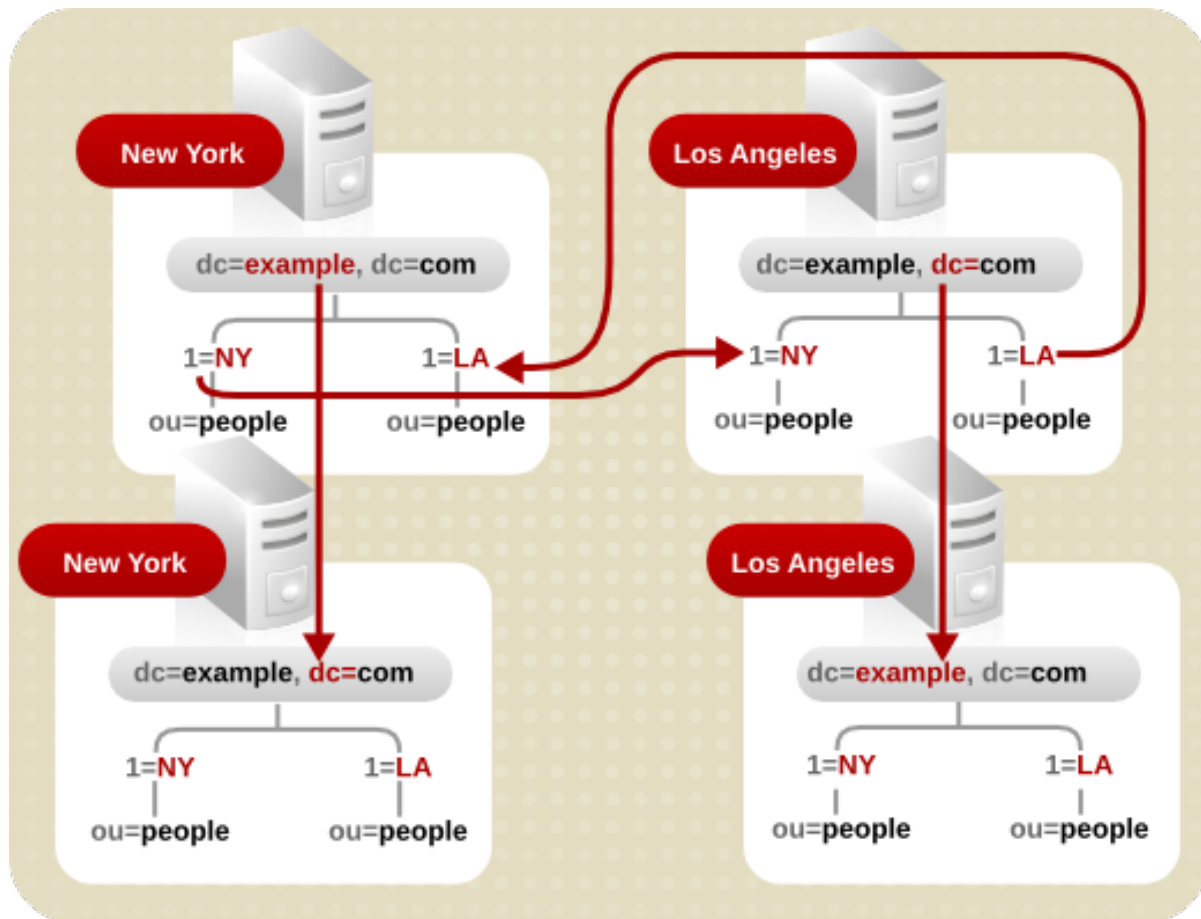 New York
Los Angeles
dc=example, dc=com
dc=example, dc=com
1=NY
1=LA
1=NY
1=LA
ou=people
ou=people
ou=people
ou=people
New York
Los Angeles
dc=example, dc=com
dc=example, dc=com
1=NY
1=LA
1=NY
1=LA
ou=people
ou=people
ou=people
ou=people